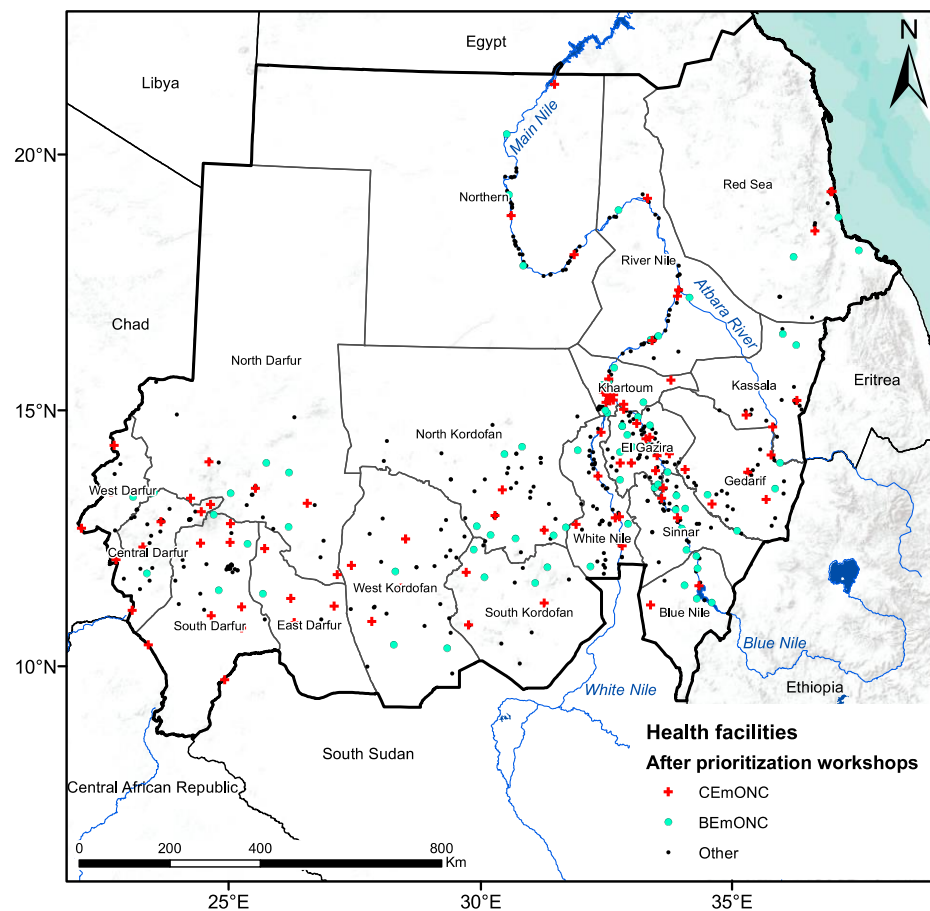 Egypt
N
Libya
Main Nile
20°N
Red Sea
Northern
River Nile
Atbara River
Chad
North Darfur
Khartoum
Kassala
Eritrea
15°N
North Kordofan
El Gazira
West Darfur
Gedarif
Central Darfur
White Nile
Sinnar
West Kordofan
South Kordofan
Blue Nile
South Darfur
East Darfur
10°N
Blue Nile
White Nile
Ethiopia
South Sudan
Central African Republic
Health facilities
After prioritization workshops
CEmONC
BEmONC
Other
0 200 400 800
Km
25°E 30°E 35°E